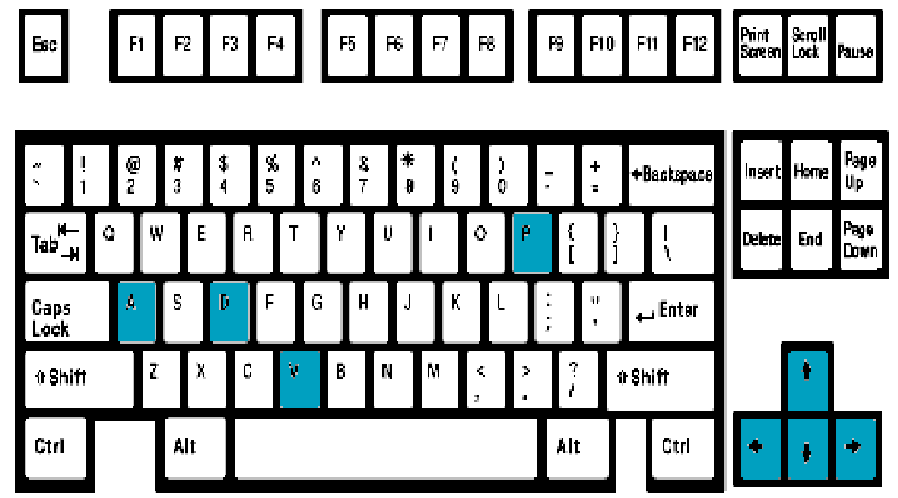 Esc F1 F2 F3 F4 F5 F6 F7 F8 F9 F10 F11 F12 Print Screen Scroll Lock Pause
~ ` ! 1 @ 2 # 3 $ 4 % 5 ^ 6 & 7 * 8 ( 9 ) 0 _ - + = ←Backspace Insert Home Page Up
Tab Q W E R T Y U I O P { [ } ] | \ Delete End Page Down
Caps Lock A S D F G H J K L : ; " ' ↵ Enter
⇧Shift Z X C V B N M < , > . ? / ⇧Shift ↑
Ctrl Alt Alt Ctrl ← ↓ →